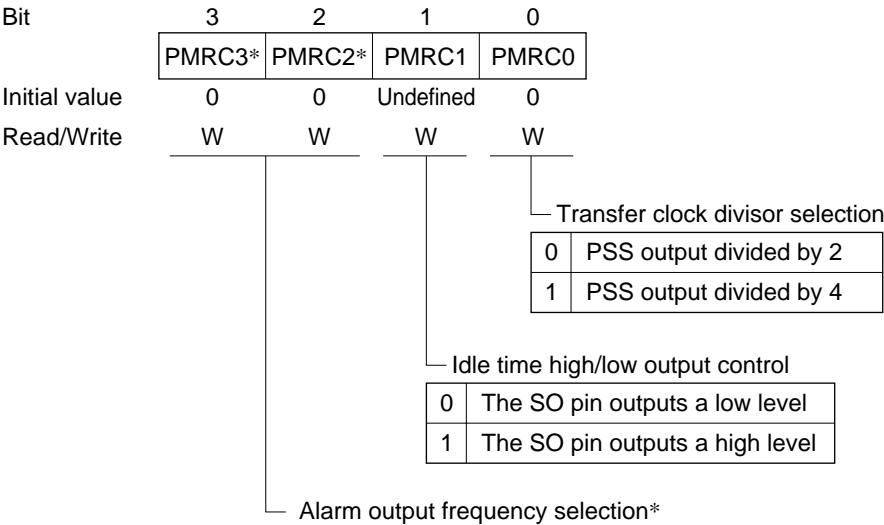 Bit 3 2 1 0
PMRC3* PMRC2* PMRC1 PMRC0
Initial value 0 0 Undefined 0
Read/Write W W W W
Transfer clock divisor selection
0 PSS output divided by 2
1 PSS output divided by 4
Idle time high/low output control
0 The SO pin outputs a low level
1 The SO pin outputs a high level
Alarm output frequency selection*